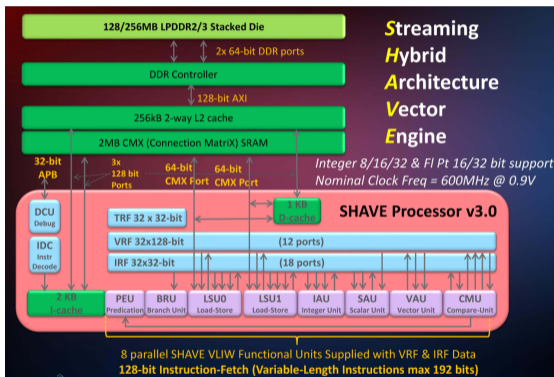 128/256MB LPDDR2/3 Stacked Die
2x 64-bit DDR ports
DDR Controller
128-bit AXI
256kB 2-way L2 cache
2MB CMX (Connection MatriX) SRAM
Streaming
Hybrid
Architecture
Vector
Engine
32-bit
APB
3x
128 bit
Ports
64-bit
CMX Port
64-bit
CMX Port
Integer 8/16/32 & Fl Pt 16/32 bit support
Nominal Clock Freq = 600MHz @ 0.9V
DCU
Debug
IDC
Instr
Decode
TRF 32 x 32-bit
1 KB
D-cache
SHAVE Processor v3.0
VRF 32x128-bit (12 ports)
IRF 32x32-bit (18 ports)
2 KB
I-cache
PEU
Predication
BRU
Branch Unit
LSU0
Load-Store
LSU1
Load-Store
IAU
Integer Unit
SAU
Scalar Unit
VAU
Vector Unit
CMU
Compare-Unit
8 parallel SHAVE VLIW Functional Units Supplied with VRF & IRF Data
128-bit Instruction-Fetch (Variable-Length Instructions max 192 bits)